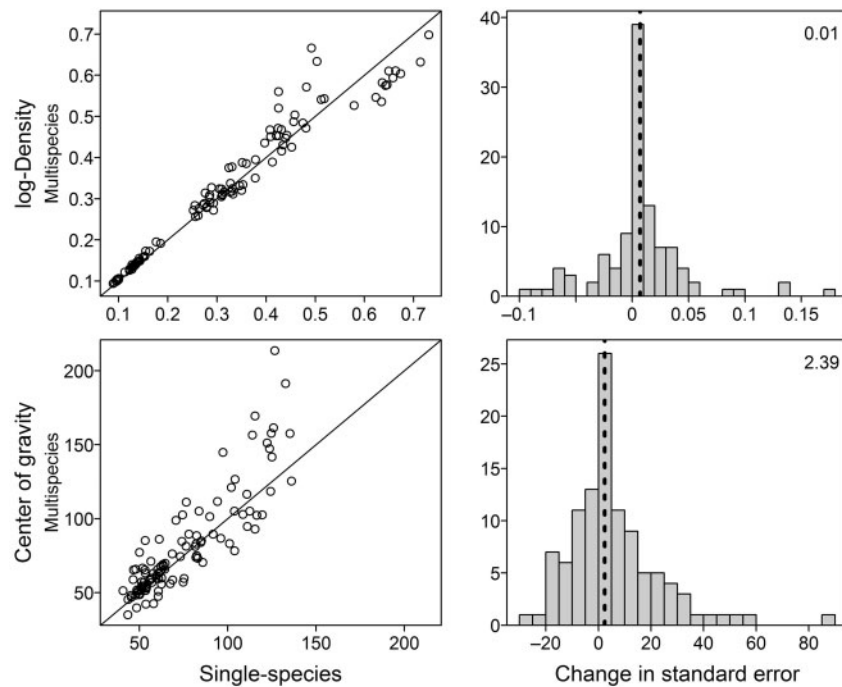 log-Density
Multispecies
0.7
0.6
0.5
0.4
0.3
0.2
0.1
0.1 0.2 0.3 0.4 0.5 0.6 0.7
40
30
20
10
0
0.01
−0.1 0 0.05 0.1 0.15
Center of gravity
Multispecies
200
150
100
50
50 100 150 200
Single-species
25
20
15
10
5
0
2.39
−20 0 20 40 60 80
Change in standard error